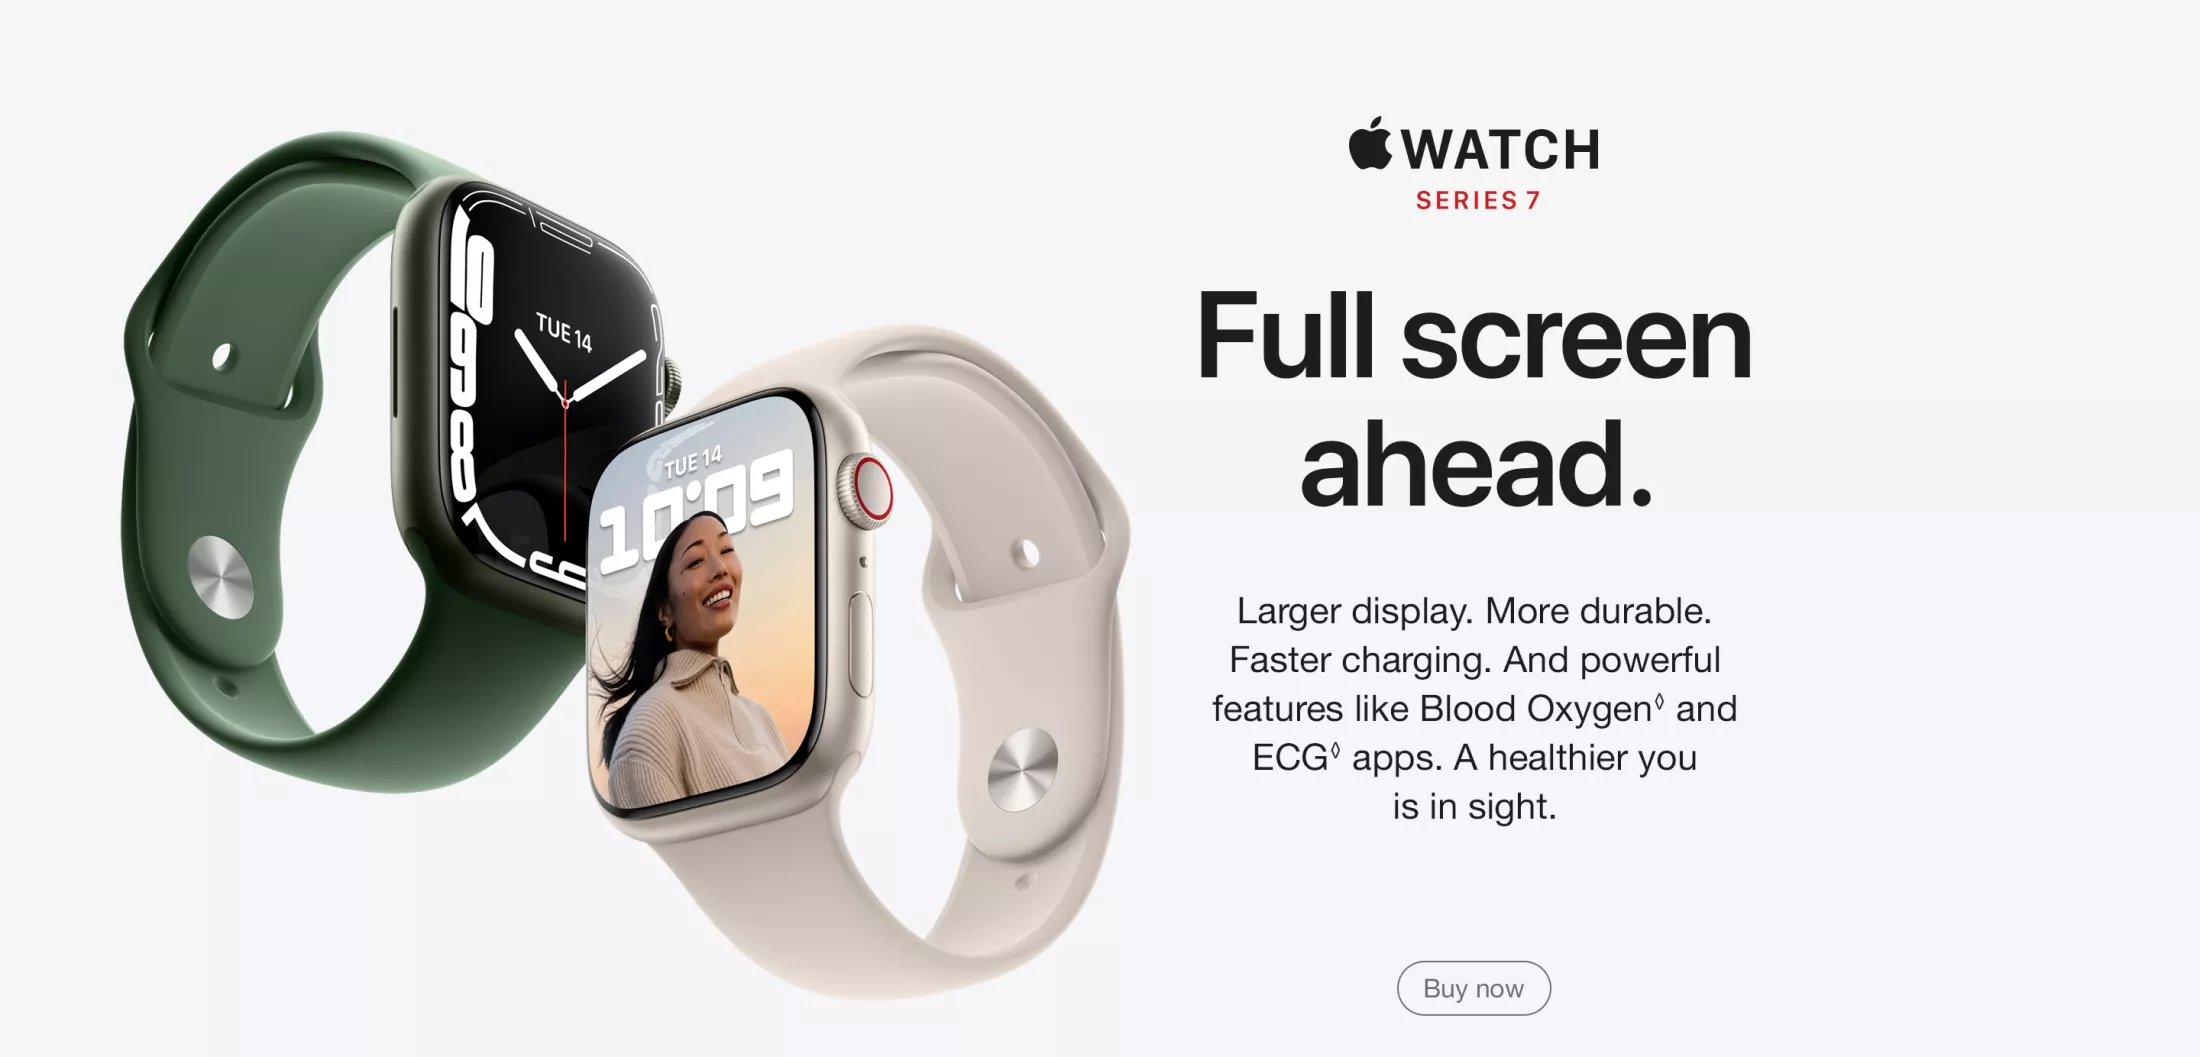 WATCH
SERIES 7
Full screen
ahead.
Larger display. More durable.
Faster charging. And powerful
features like Blood Oxygen◊ and
ECG◊ apps. A healthier you
is in sight.
Buy now
TUE 14
TUE 14
10:09